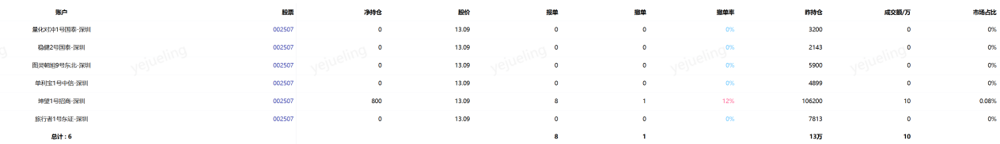 账户 股票 净持仓 股价 报单 撤单 撤单率 昨持仓 成交额/万 市场占比
量化对冲1号国泰-深圳 002507 0 13.09 0 0 0% 3200 0 0%
稳健2号国泰-深圳 002507 0 13.09 0 0 0% 2143 0 0%
图灵朝旭9号东北-深圳 002507 0 13.09 0 0 0% 5900 0 0%
单利宝1号中信-深圳 002507 0 13.09 0 0 0% 4899 0 0%
坤望1号招商-深圳 002507 800 13.09 8 1 12% 106200 10 0.08%
旅行者1号东证-深圳 002507 0 13.09 0 0 0% 7813 0 0%
总计：6 8 1 13万 10
yejueling yejueling yejueling yejueling yejueling